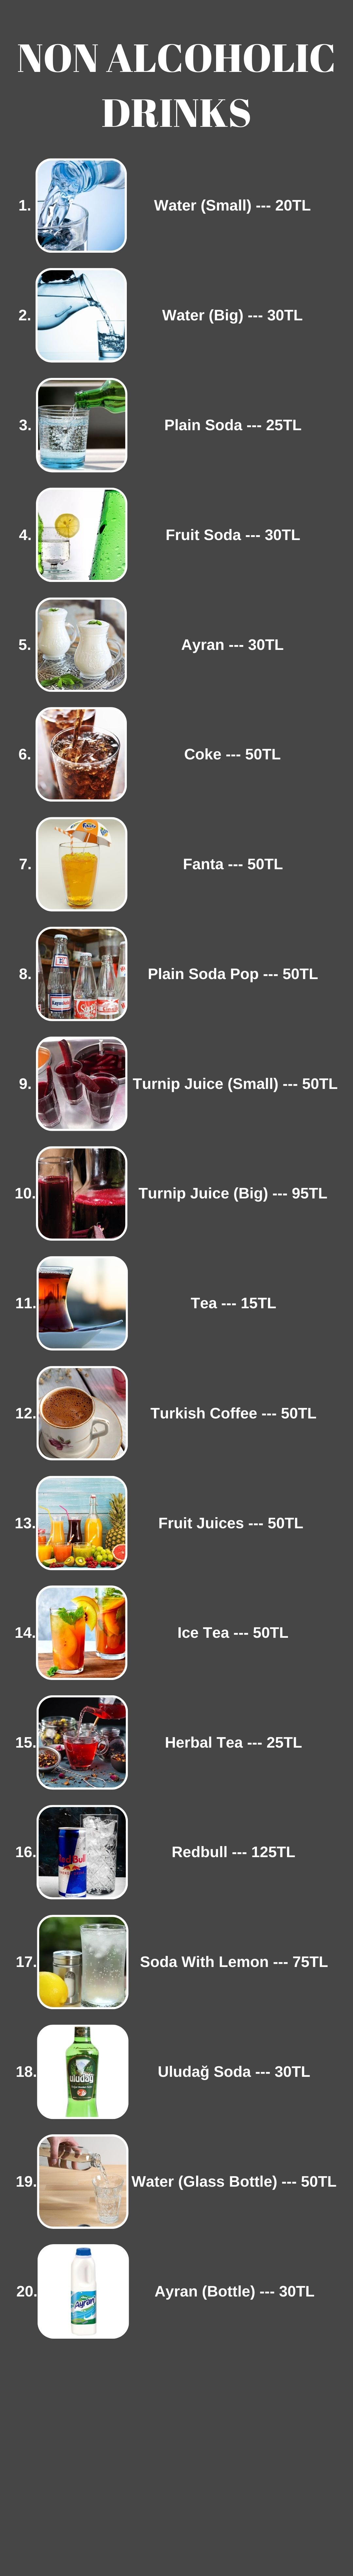 NON ALCOHOLIC
DRINKS
1. Water (Small) --- 20TL
2. Water (Big) --- 30TL
3. Plain Soda --- 25TL
4. Fruit Soda --- 30TL
5. Ayran --- 30TL
6. Coke --- 50TL
7. Fanta --- 50TL
8. Plain Soda Pop --- 50TL
9. Turnip Juice (Small) --- 50TL
10. Turnip Juice (Big) --- 95TL
11. Tea --- 15TL
12. Turkish Coffee --- 50TL
13. Fruit Juices --- 50TL
14. Ice Tea --- 50TL
15. Herbal Tea --- 25TL
16. Redbull --- 125TL
17. Soda With Lemon --- 75TL
18. Uludağ Soda --- 30TL
uludağ
19. Water (Glass Bottle) --- 50TL
20. Ayran (Bottle) --- 30TL
Ayran